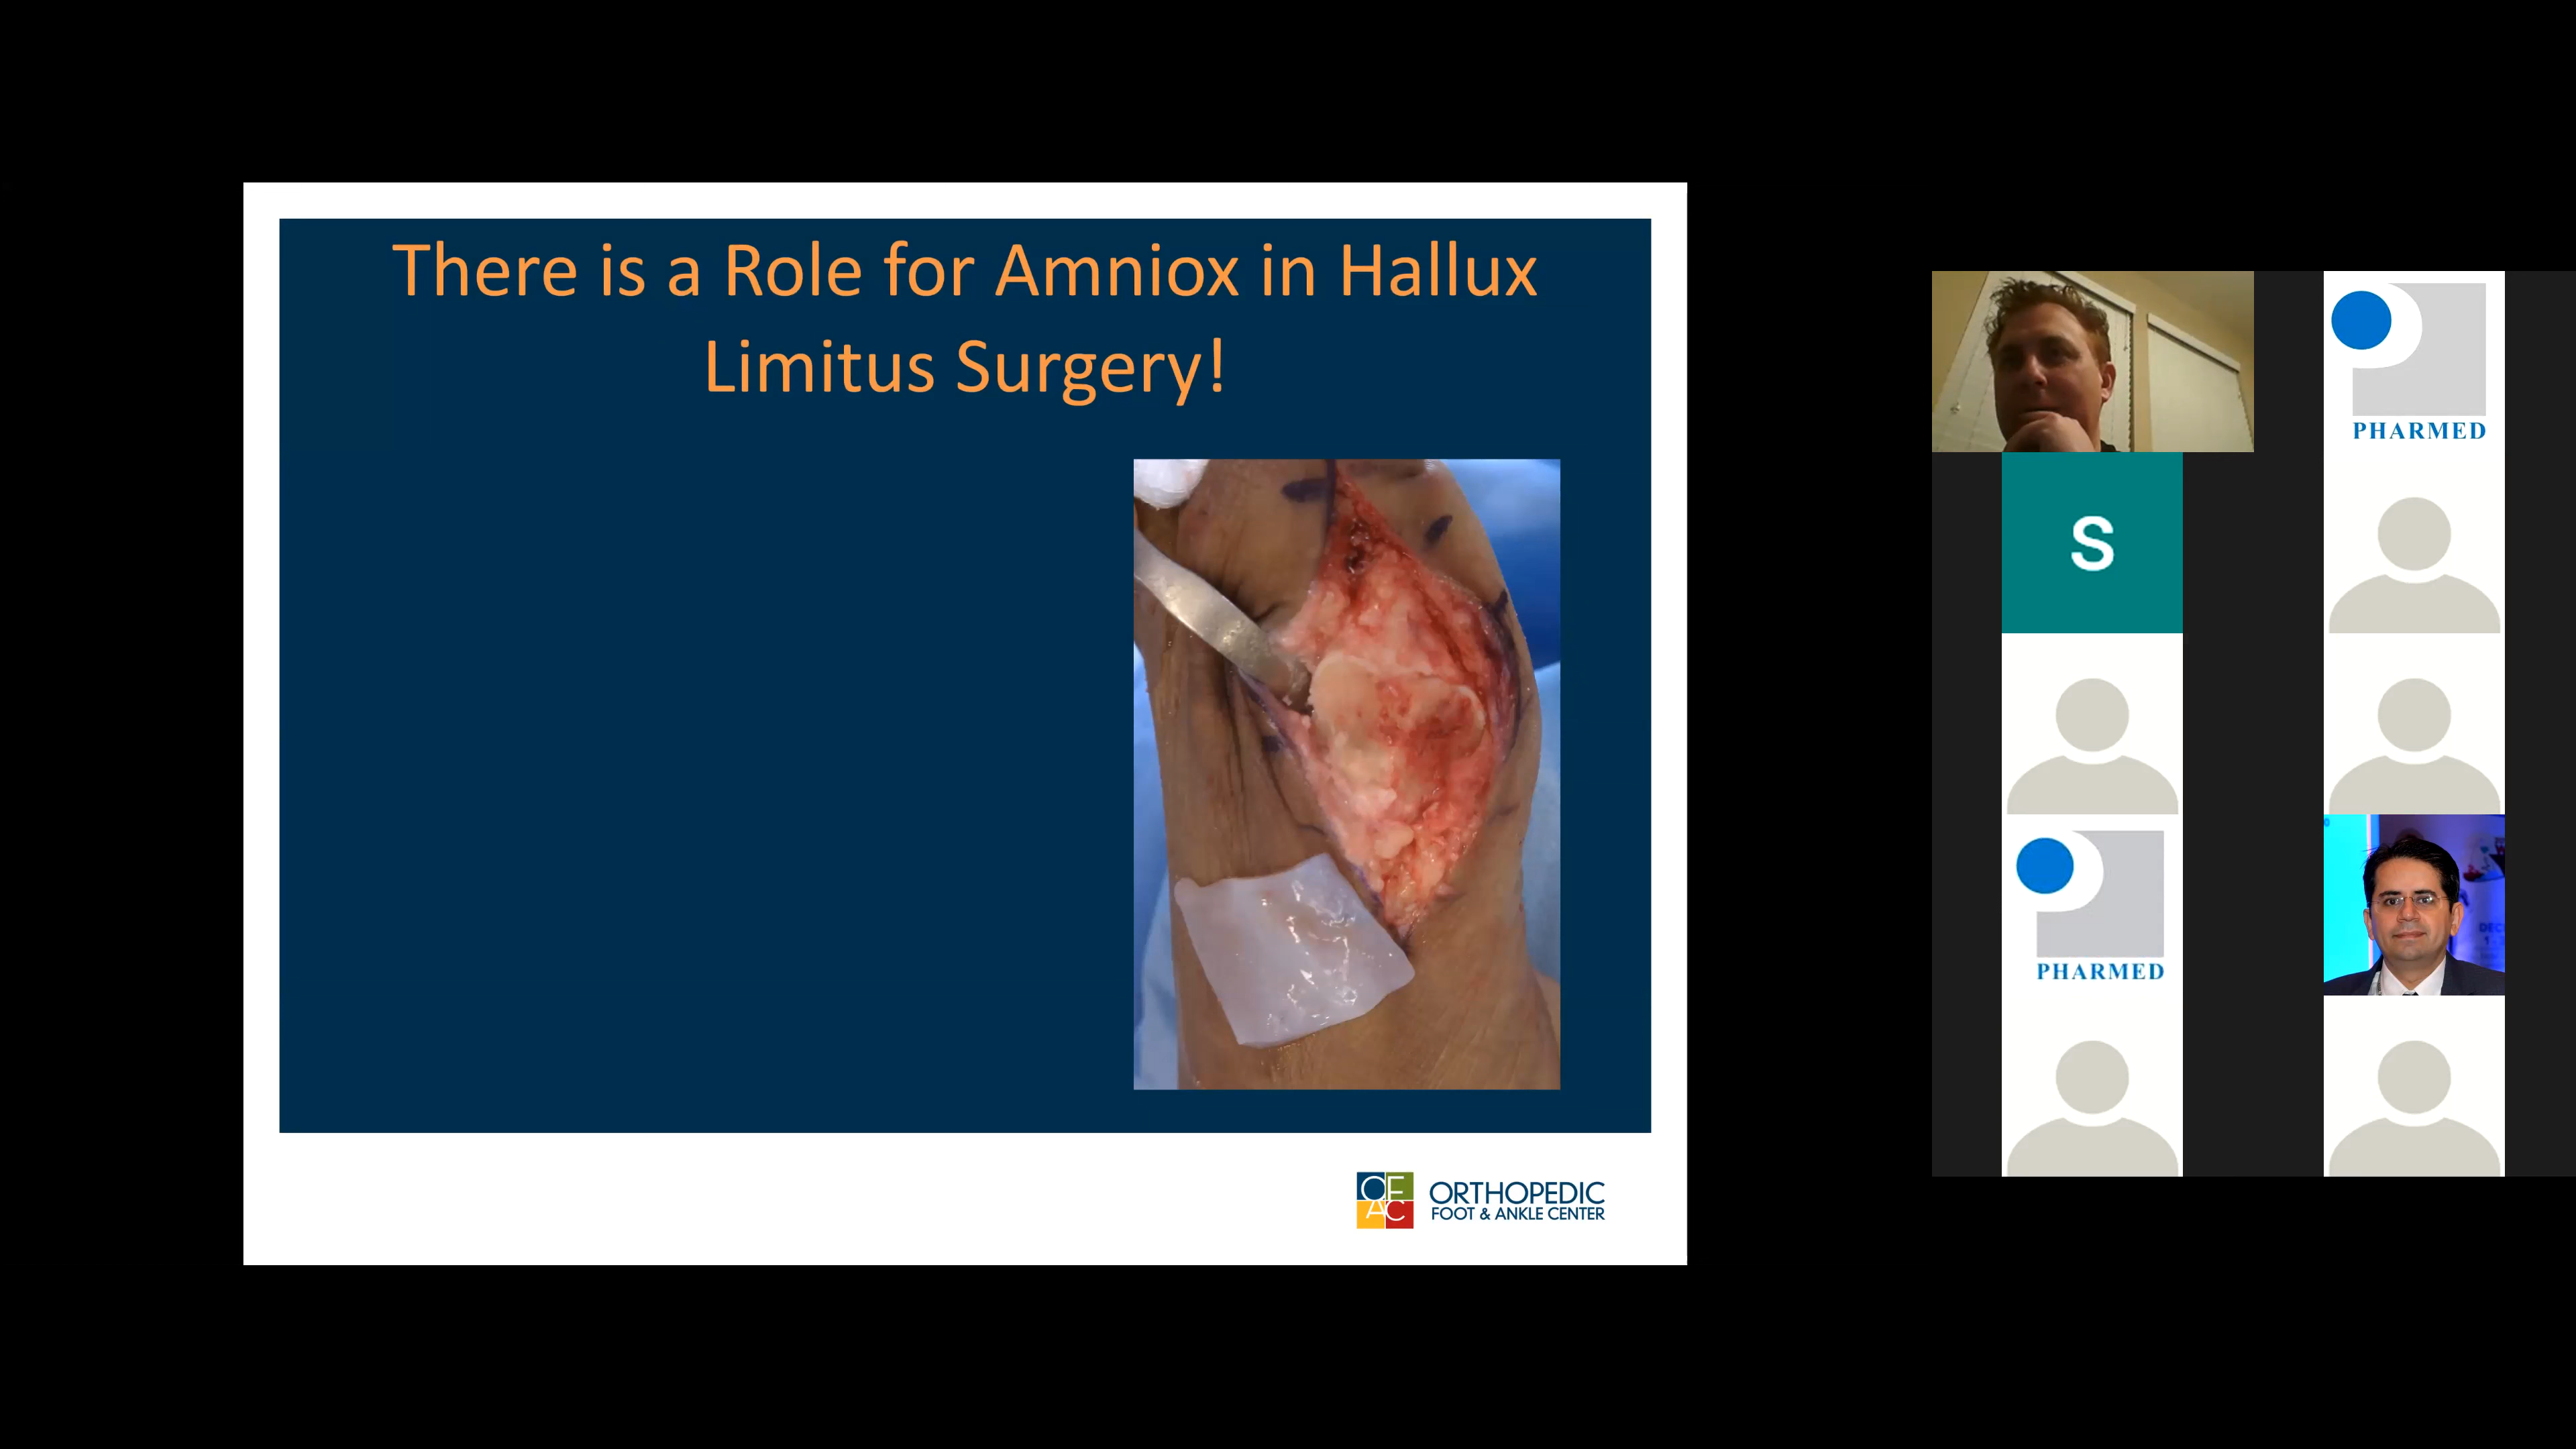 There is a Role for Amniox in Hallux
Limitus Surgery!
OFAC
ORTHOPEDIC
FOOT & ANKLE CENTER
PHARMED
S
PHARMED